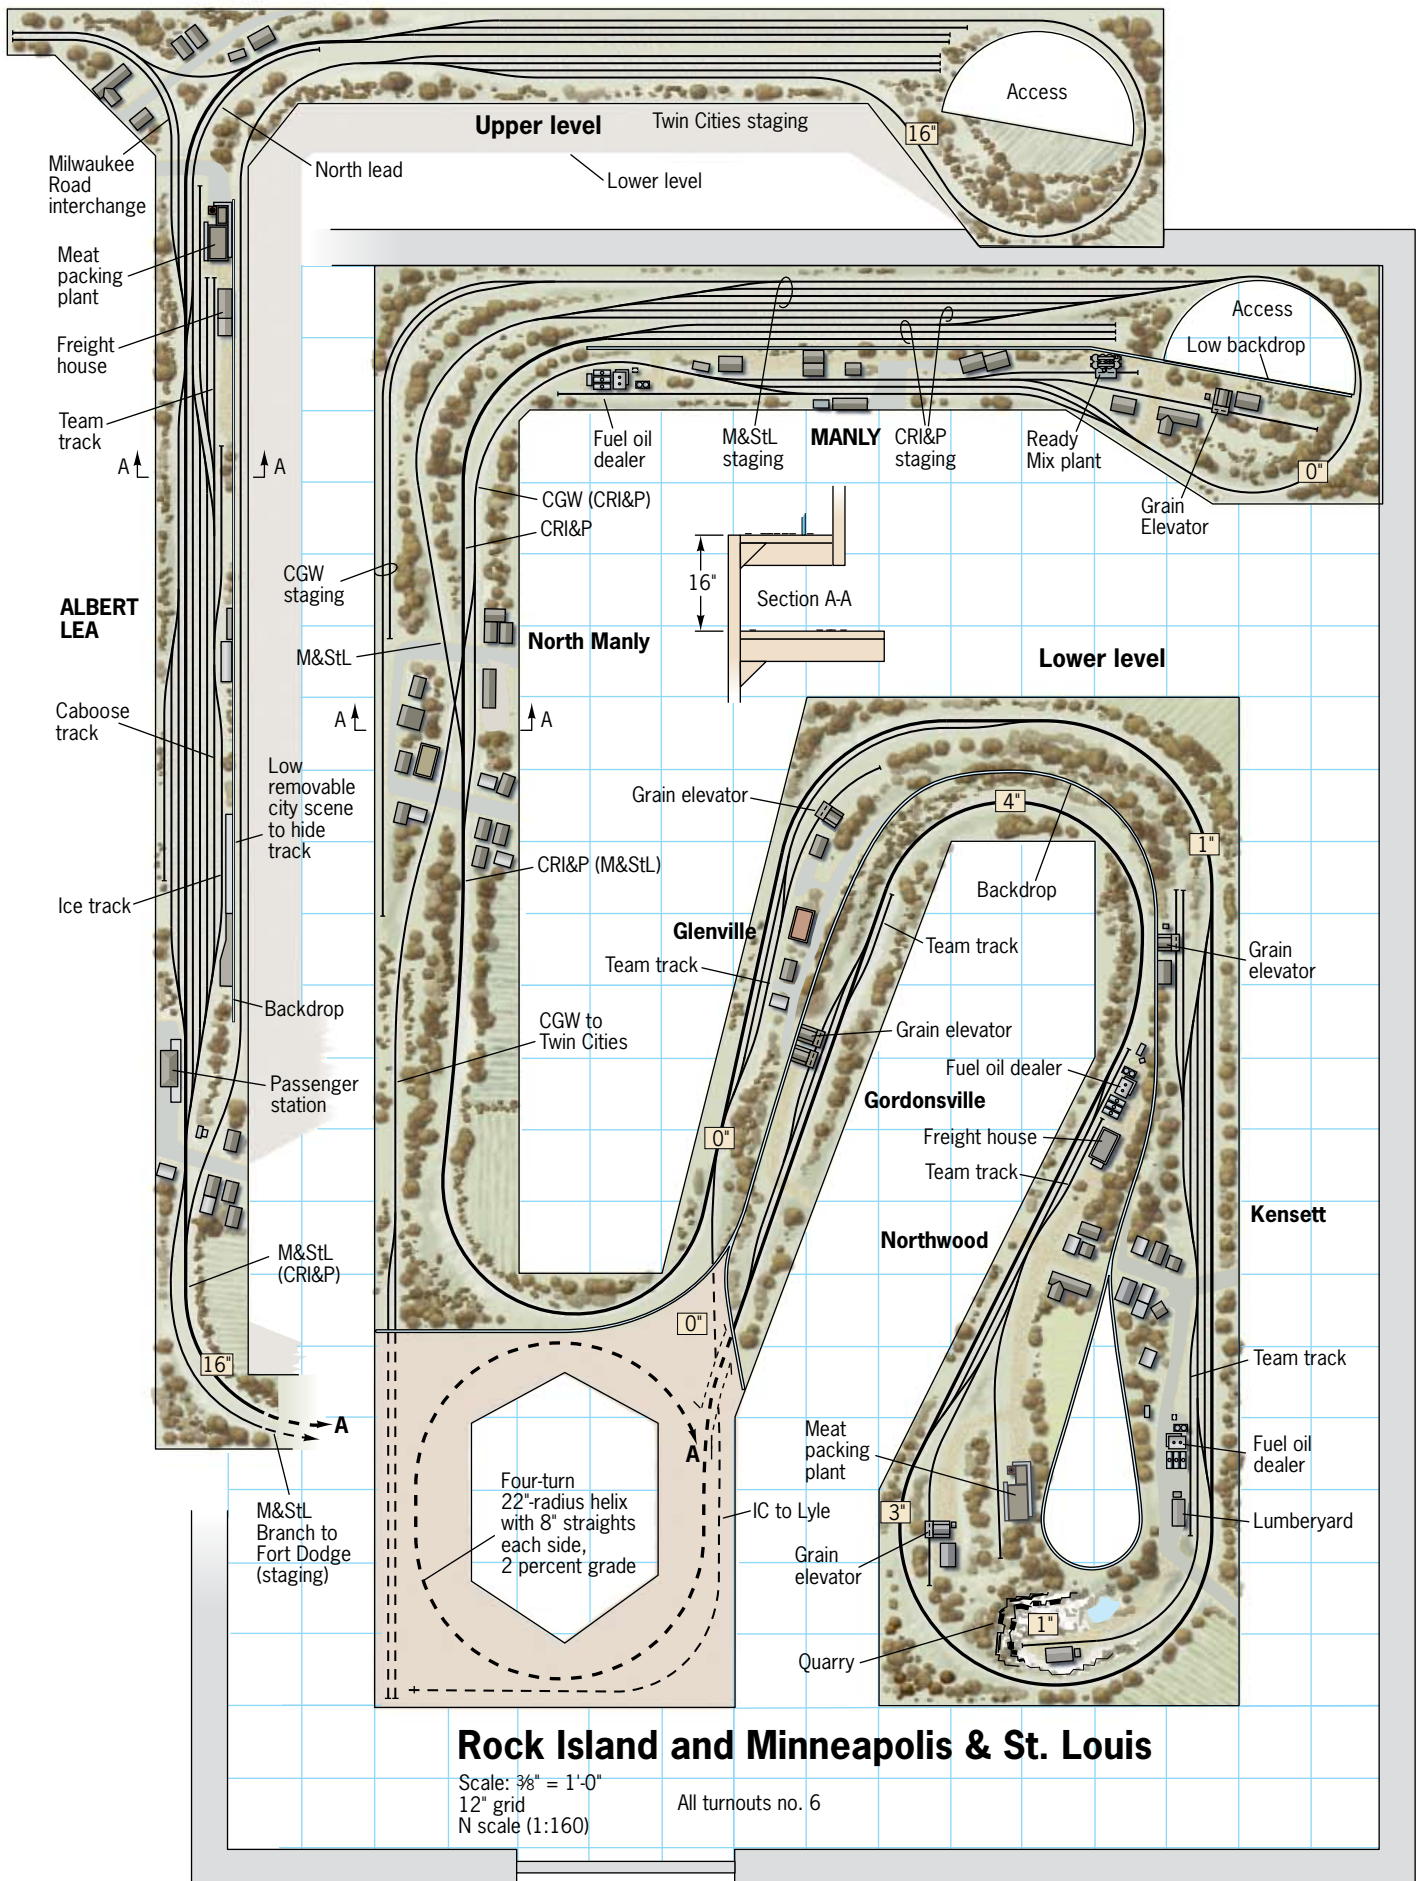 Access
Upper level
Twin Cities staging
16"
Milwaukee
Road
interchange
North lead
Lower level
Meat
packing
plant
Freight
house
Team
track
A
A
Access
Low backdrop
Fuel oil
dealer
M&StL
staging
MANLY
CRI&P
staging
Ready
Mix plant
0"
Grain
Elevator
CGW (CRI&P)
CRI&P
CGW
staging
16"
Section A-A
ALBERT
LEA
M&StL
North Manly
Lower level
Caboose
track
A
A
Low
removable
city scene
to hide
track
Grain elevator
4"
1"
CRI&P (M&StL)
Backdrop
Ice track
Glenville
Team track
Team track
Grain
elevator
Backdrop
CGW to
Twin Cities
Grain elevator
Fuel oil dealer
Passenger
station
Gordonsville
0"
Freight house
Team track
Kensett
Northwood
M&StL
(CRI&P)
0"
16"
Team track
A
A
Meat
packing
plant
Fuel oil
dealer
Four-turn
22"-radius helix
with 8" straights
each side,
2 percent grade
M&StL
Branch to
Fort Dodge
(staging)
IC to Lyle
3"
Lumberyard
Grain
elevator
1"
Quarry
Rock Island and Minneapolis & St. Louis
Scale: ⅜" = 1'-0"
12" grid
N scale (1:160)
All turnouts no. 6